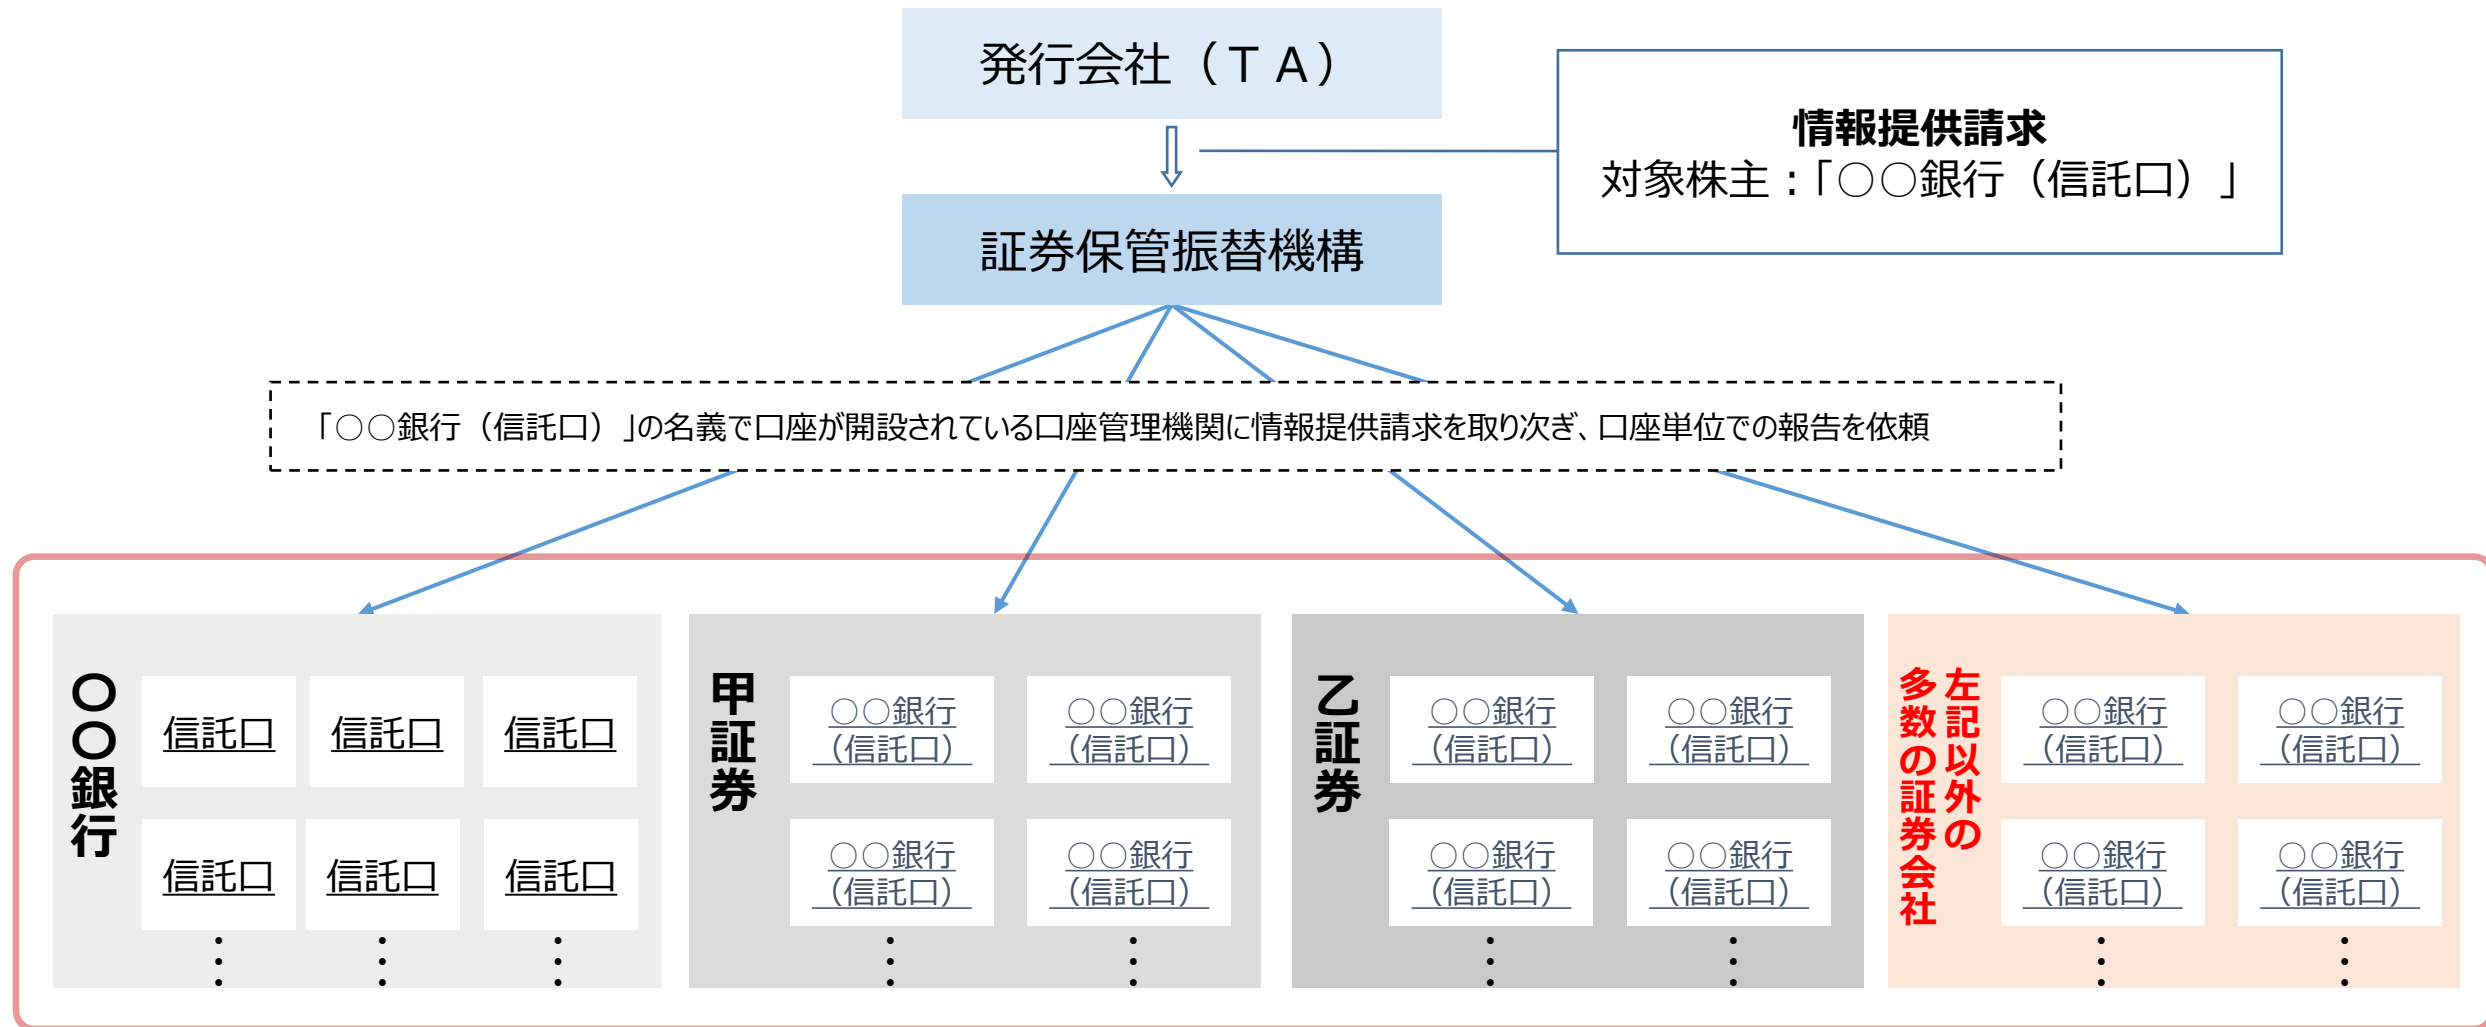 発行会社（ＴＡ）
情報提供請求
対象株主：「○○銀行（信託口）」
証券保管振替機構
「○○銀行（信託口）」の名義で口座が開設されている口座管理機関に情報提供請求を取り次ぎ、口座単位での報告を依頼
〇〇銀行
信託口
信託口
信託口
信託口
信託口
信託口
甲証券
○○銀行
（信託口）
○○銀行
（信託口）
○○銀行
（信託口）
○○銀行
（信託口）
乙証券
○○銀行
（信託口）
○○銀行
（信託口）
○○銀行
（信託口）
○○銀行
（信託口）
左記以外の
多数の証券会社
○○銀行
（信託口）
○○銀行
（信託口）
○○銀行
（信託口）
○○銀行
（信託口）